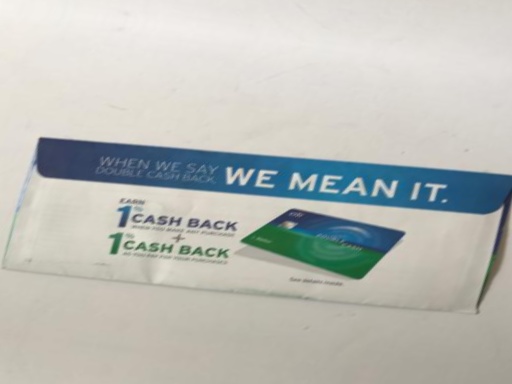 WHEN WE SAY
DOUBLE CASH BACK,
WE MEAN IT.
EARN
1% CASH BACK
WHEN YOU MAKE ANY PURCHASE
+
1% CASH BACK
AS YOU PAY FOR YOUR PURCHASES
citi
See details inside